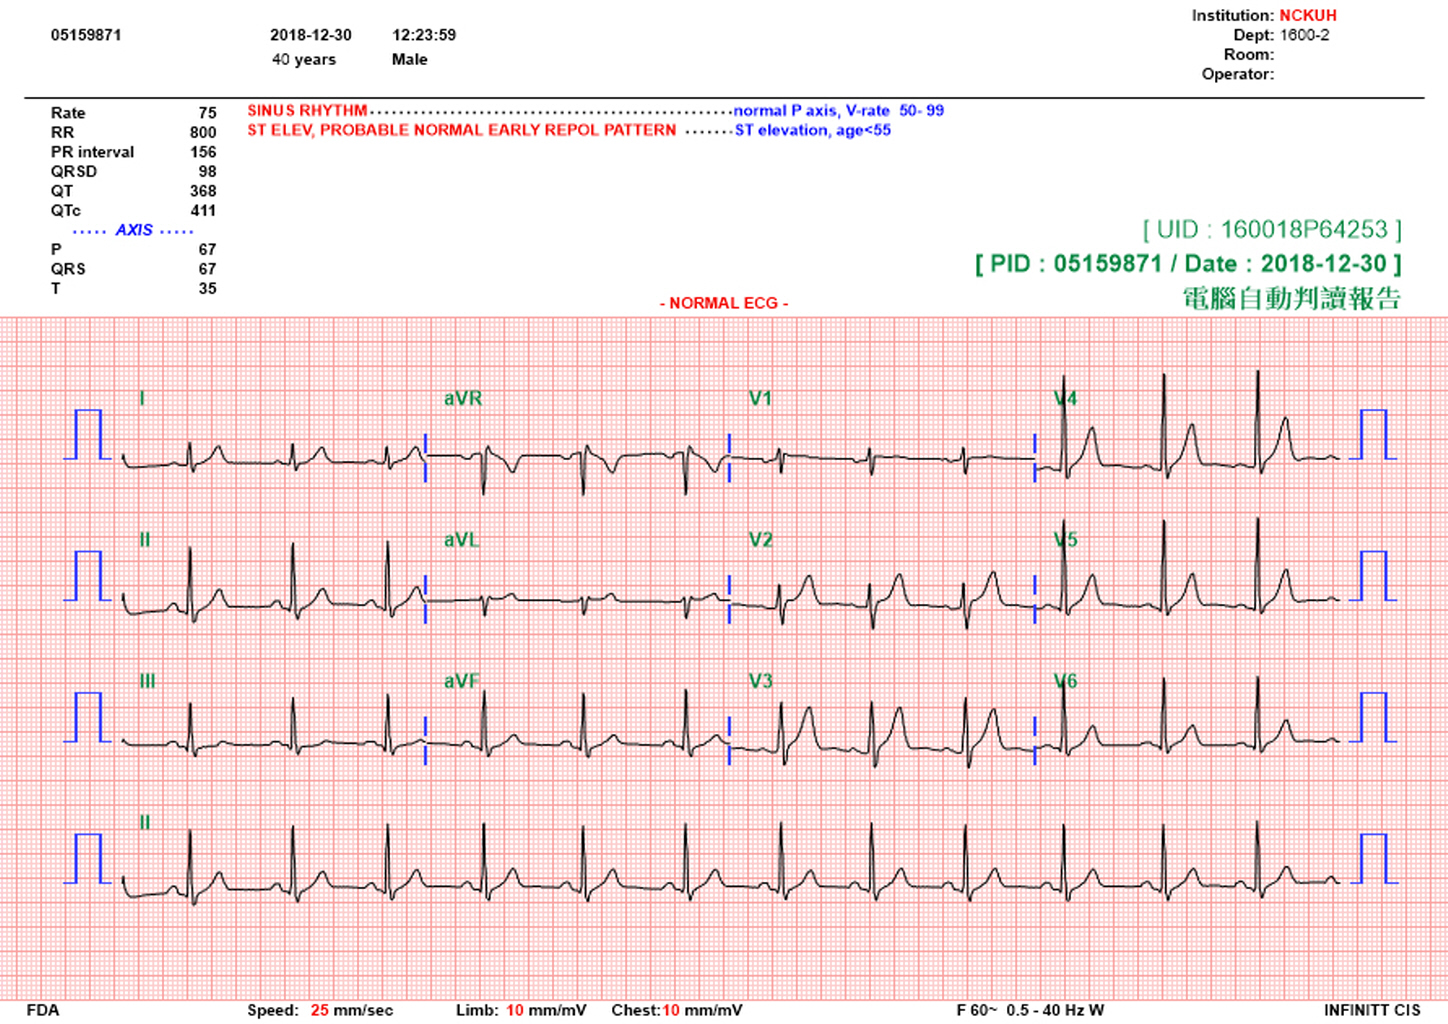 Institution: NCKUH
05159871 2018-12-30 12:23:59 Dept: 1600-2
40 years Male Room:
Operator:
Rate 75 SINUS RHYTHM normal P axis, V-rate 50- 99
RR 800 ST ELEV, PROBABLE NORMAL EARLY REPOL PATTERN ST elevation, age<55
PR interval 156
QRSD 98
QT 368
QTc 411
..... AXIS .....
P 67
QRS 67
T 35
[ UID : 160018P64253 ]
[ PID : 05159871 / Date : 2018-12-30 ]
電腦自動判讀報告
- NORMAL ECG -
I aVR V1 V4
II aVL V2 V5
III aVF V3 V6
II
FDA Speed: 25 mm/sec Limb: 10 mm/mV Chest:10 mm/mV F 60~ 0.5 - 40 Hz W INFINITT CIS